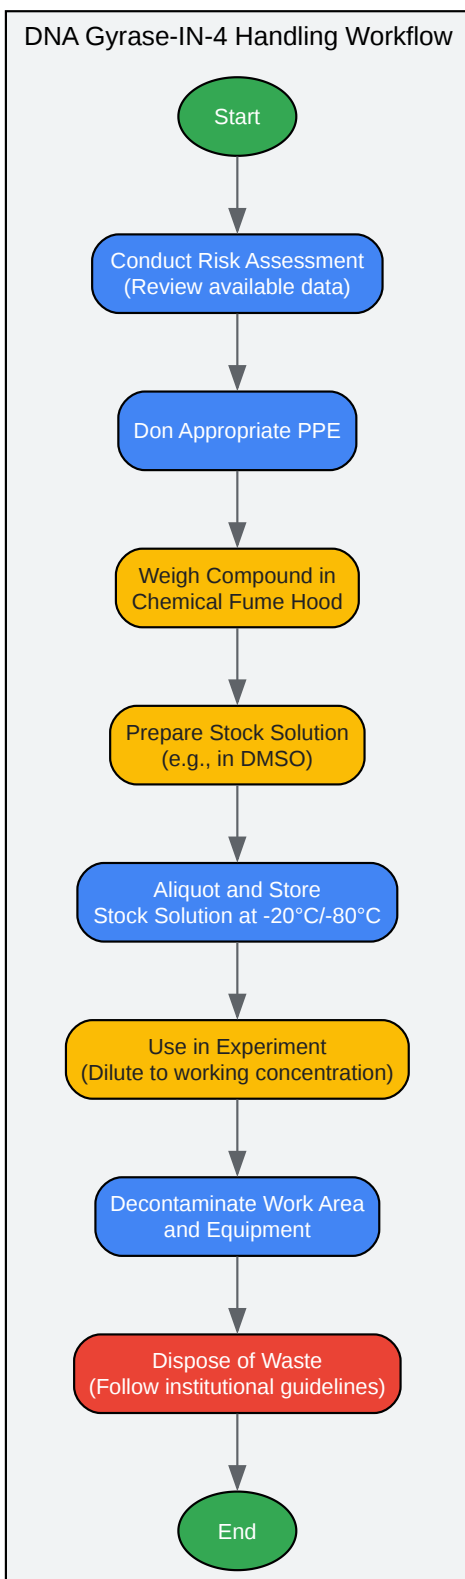 DNA Gyrase-IN-4 Handling Workflow
Start
Conduct Risk Assessment
(Review available data)
Don Appropriate PPE
Weigh Compound in
Chemical Fume Hood
Prepare Stock Solution
(e.g., in DMSO)
Aliquot and Store
Stock Solution at -20°C/-80°C
Use in Experiment
(Dilute to working concentration)
Decontaminate Work Area
and Equipment
Dispose of Waste
(Follow institutional guidelines)
End